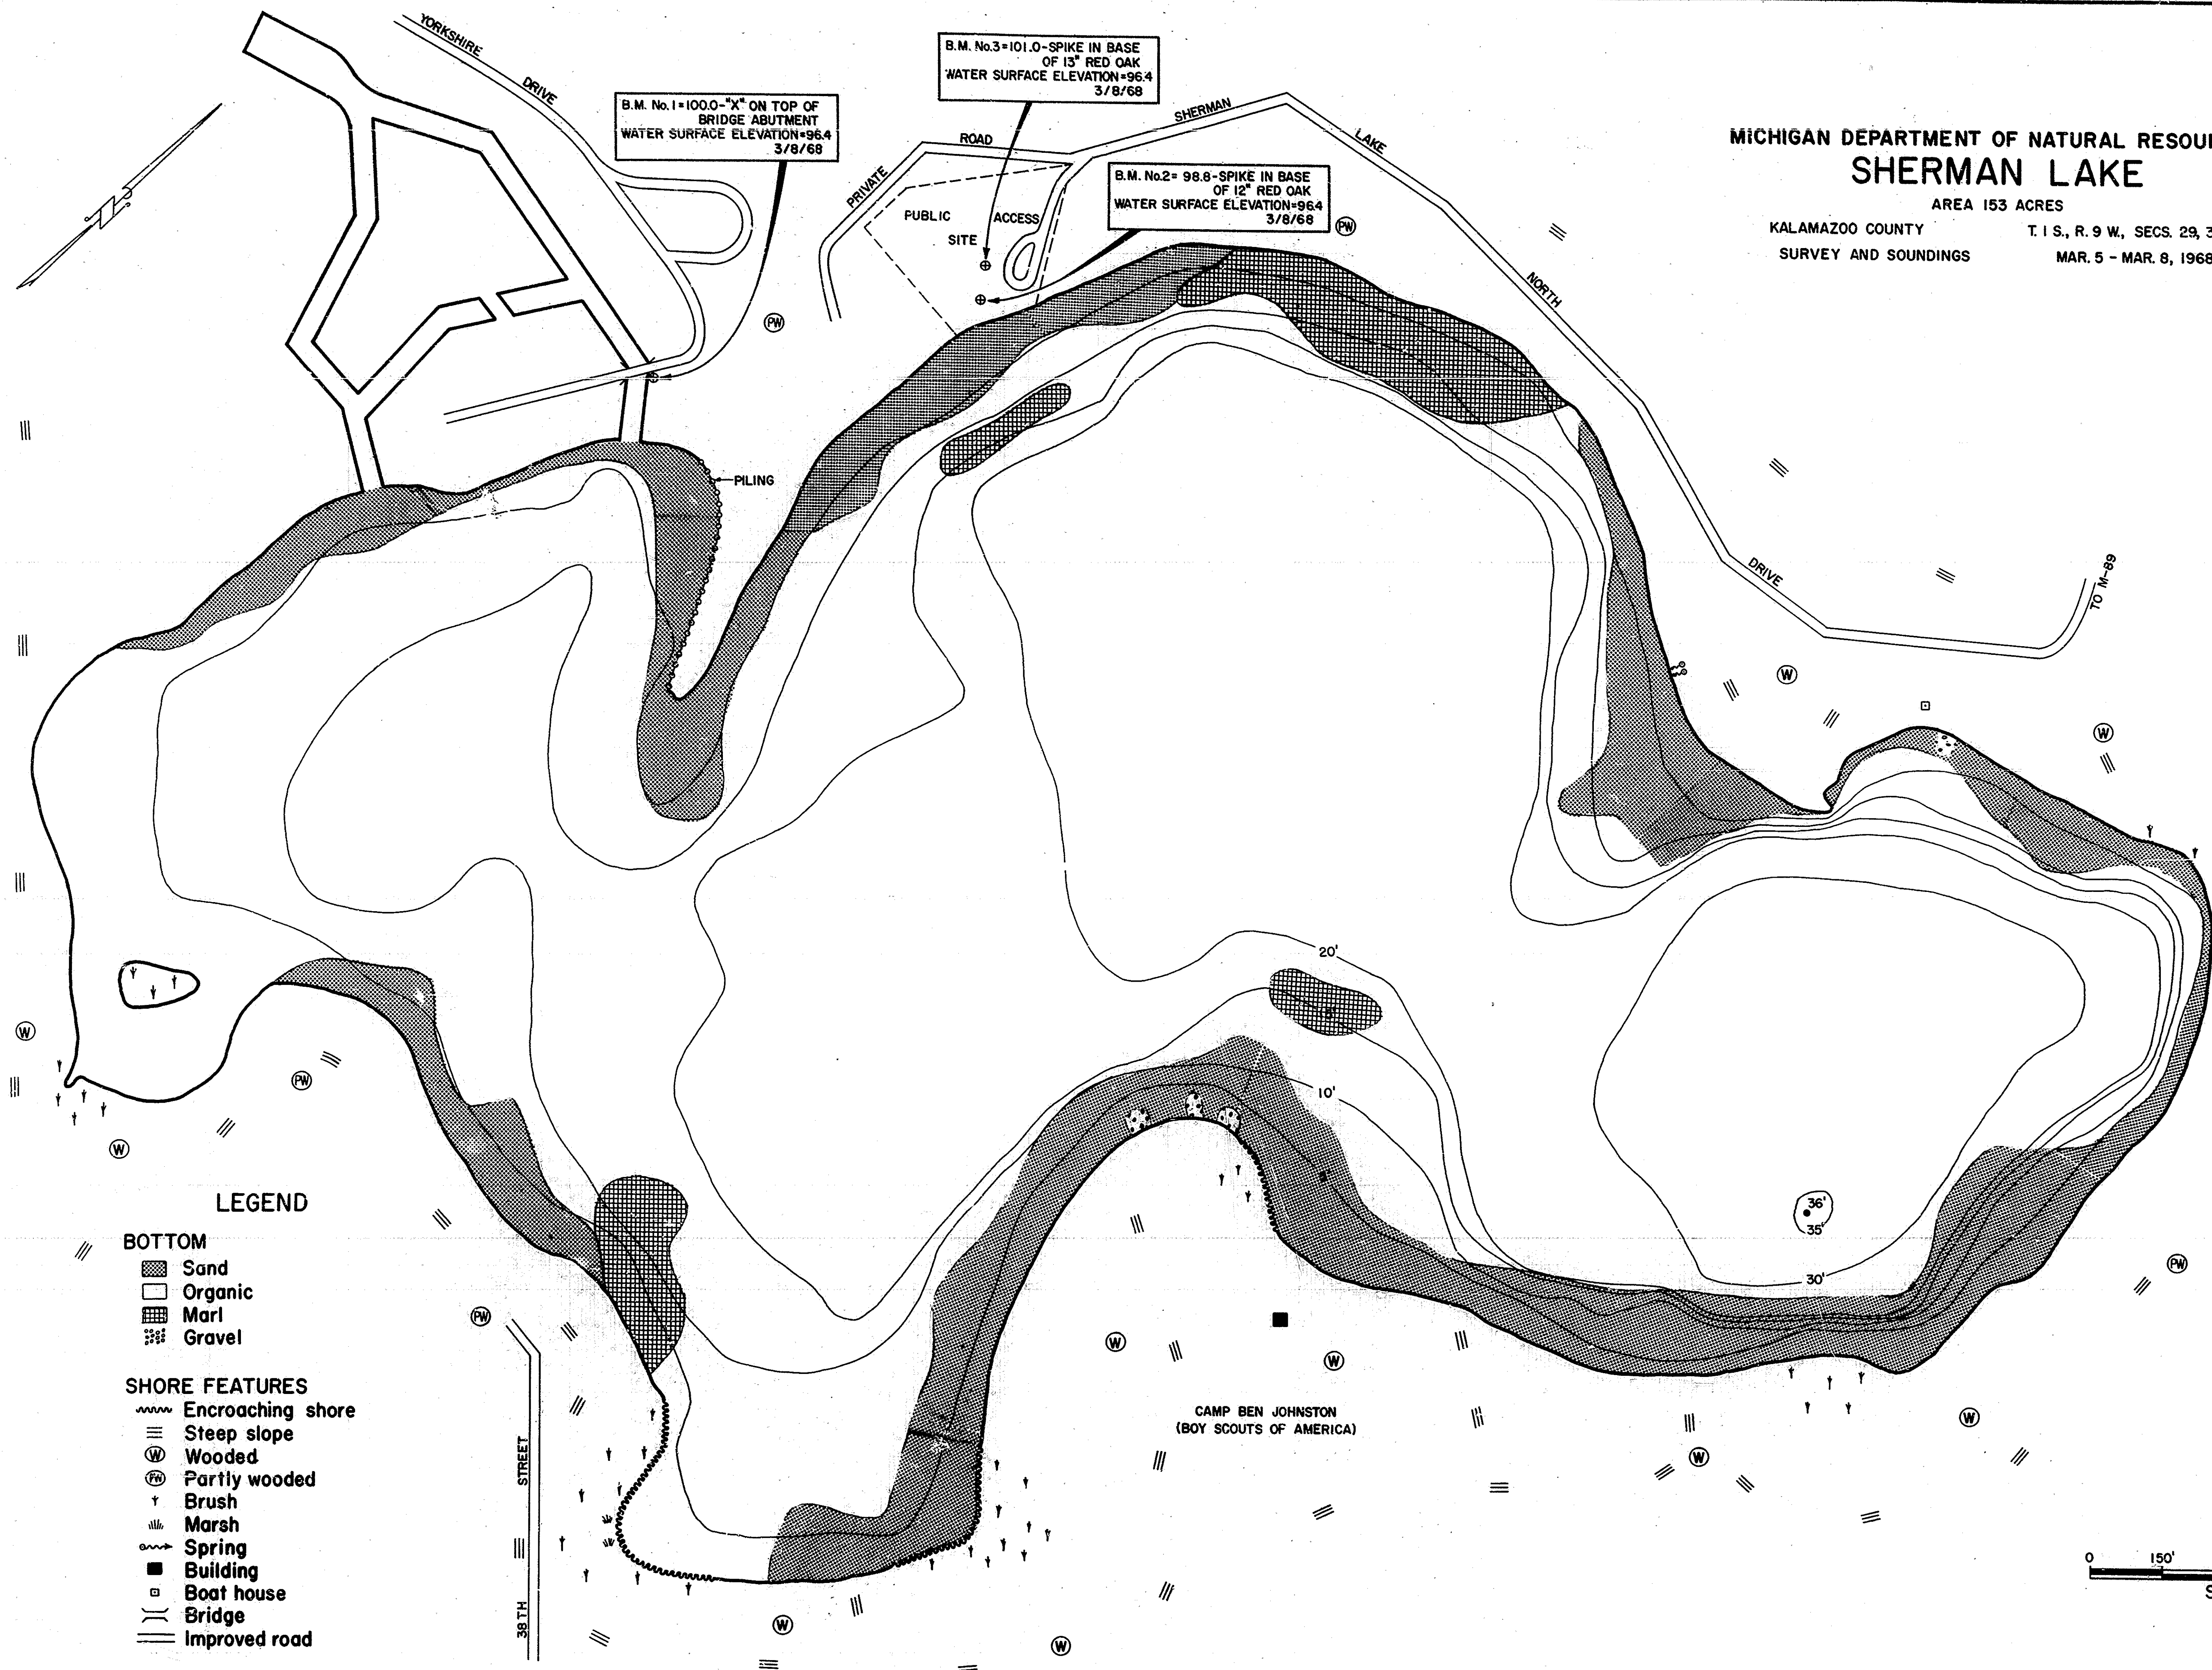 YORKSHIRE
DRIVE
B.M. No.1=100.0-"X" ON TOP OF
BRIDGE ABUTMENT
WATER SURFACE ELEVATION=96.4
3/8/68
B.M. No.3=101.0-SPIKE IN BASE
OF 13" RED OAK
WATER SURFACE ELEVATION=96.4
3/8/68
PRIVATE
ROAD
SHERMAN
LAKE
NORTH
DRIVE
TO M-89
B.M. No.2= 98.8-SPIKE IN BASE
OF 12" RED OAK
WATER SURFACE ELEVATION=96.4
3/8/68
PUBLIC ACCESS
SITE
PW
PW
MICHIGAN DEPARTMENT OF NATURAL RESOU
SHERMAN LAKE
AREA 153 ACRES
KALAMAZOO COUNTY T. 1 S., R. 9 W., SECS. 29, 3
SURVEY AND SOUNDINGS MAR. 5 - MAR. 8, 1968
PILING
W
W
20'
10'
36'
35'
30'
W
PW
W
PW
PW
W
W
W
W
W
W
CAMP BEN JOHNSTON
(BOY SCOUTS OF AMERICA)
38TH STREET
LEGEND
BOTTOM
Sand
Organic
Marl
Gravel
SHORE FEATURES
Encroaching shore
Steep slope
W Wooded
PW Partly wooded
Brush
Marsh
Spring
Building
Boat house
Bridge
Improved road
0 150'
S